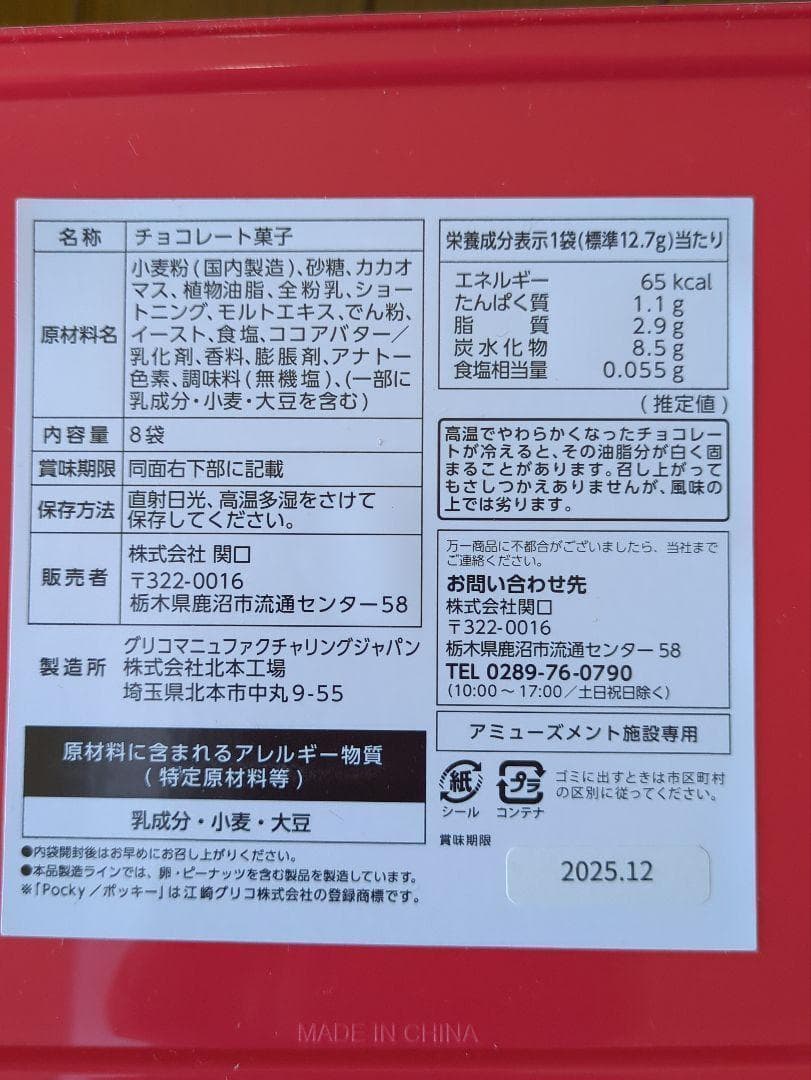 名称 チョコレート菓子
原材料名
小麦粉(国内製造)、砂糖、カカオ
マス、植物油脂、全粉乳、ショー
トニング、モルトエキス、でん粉、
イースト、食塩、ココアバター／
乳化剤、香料、膨脹剤、アナトー
色素、調味料(無機塩)、(一部に
乳成分・小麦・大豆を含む)
内容量 8袋
賞味期限 同面右下部に記載
保存方法
直射日光、高温多湿をさけて
保存してください。
販売者
株式会社 関口
〒322-0016
栃木県鹿沼市流通センター58
製造所
グリコマニュファクチャリングジャパン
株式会社北本工場
埼玉県北本市中丸9-55
原材料に含まれるアレルギー物質
(特定原材料等)
乳成分・小麦・大豆
●内袋開封後はお早めにお召し上がりください。
●本品製造ラインでは、卵・ピーナッツを含む製品を製造しています。
※「Pocky／ポッキー」は江崎グリコ株式会社の登録商標です。
栄養成分表示1袋(標準12.7g)当たり
エネルギー 65 kcal
たんぱく質 1.1 g
脂質 2.9 g
炭水化物 8.5 g
食塩相当量 0.055 g
(推定値)
高温でやわらかくなったチョコレー
トが冷えると、その油脂分が白く固
まることがあります。召し上がって
もさしつかえありませんが、風味の
上では劣ります。
万一商品に不都合がございましたら、当社まで
ご連絡ください。
お問い合わせ先
株式会社関口
〒322-0016
栃木県鹿沼市流通センター58
TEL 0289-76-0790
(10:00～17:00／土日祝日除く)
アミューズメント施設専用
紙 プラ
シール コンテナ
ゴミに出すときは市区町村
の区別に従ってください。
賞味期限
2025.12
MADE IN CHINA